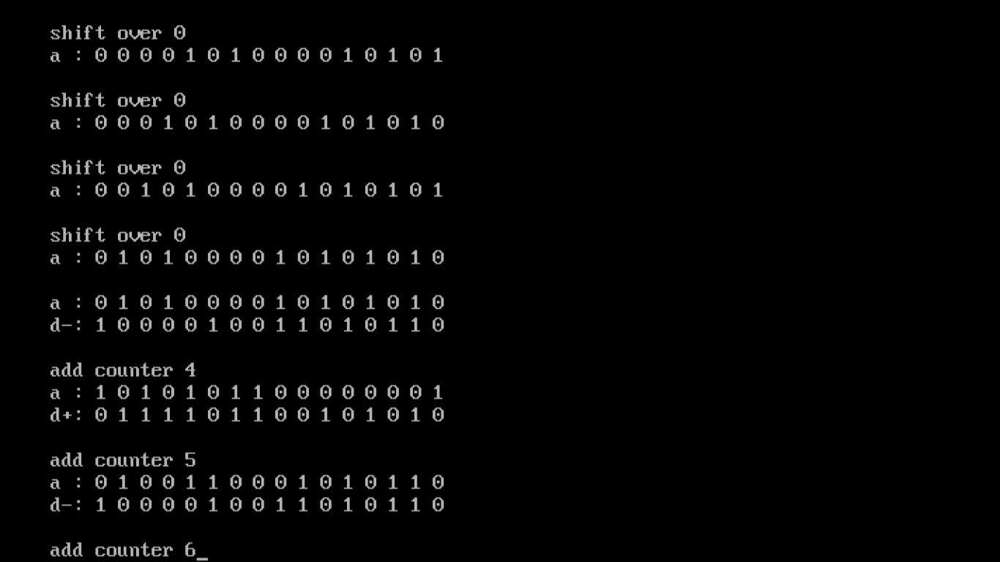 shift over 0
a : 0 0 0 0 1 0 1 0 0 0 0 1 0 1 0 1
shift over 0
a : 0 0 0 1 0 1 0 0 0 0 1 0 1 0 1 0
shift over 0
a : 0 0 1 0 1 0 0 0 0 1 0 1 0 1 0 1
shift over 0
a : 0 1 0 1 0 0 0 0 1 0 1 0 1 0 1 0
a : 0 1 0 1 0 0 0 0 1 0 1 0 1 0 1 0
d-: 1 0 0 0 0 1 0 0 1 1 0 1 0 1 1 0
add counter 4
a : 1 0 1 0 1 0 1 1 0 0 0 0 0 0 0 1
d+: 0 1 1 1 1 0 1 1 0 0 1 0 1 0 1 0
add counter 5
a : 0 1 0 0 1 1 0 0 0 1 0 1 0 1 1 0
d-: 1 0 0 0 0 1 0 0 1 1 0 1 0 1 1 0
add counter 6_